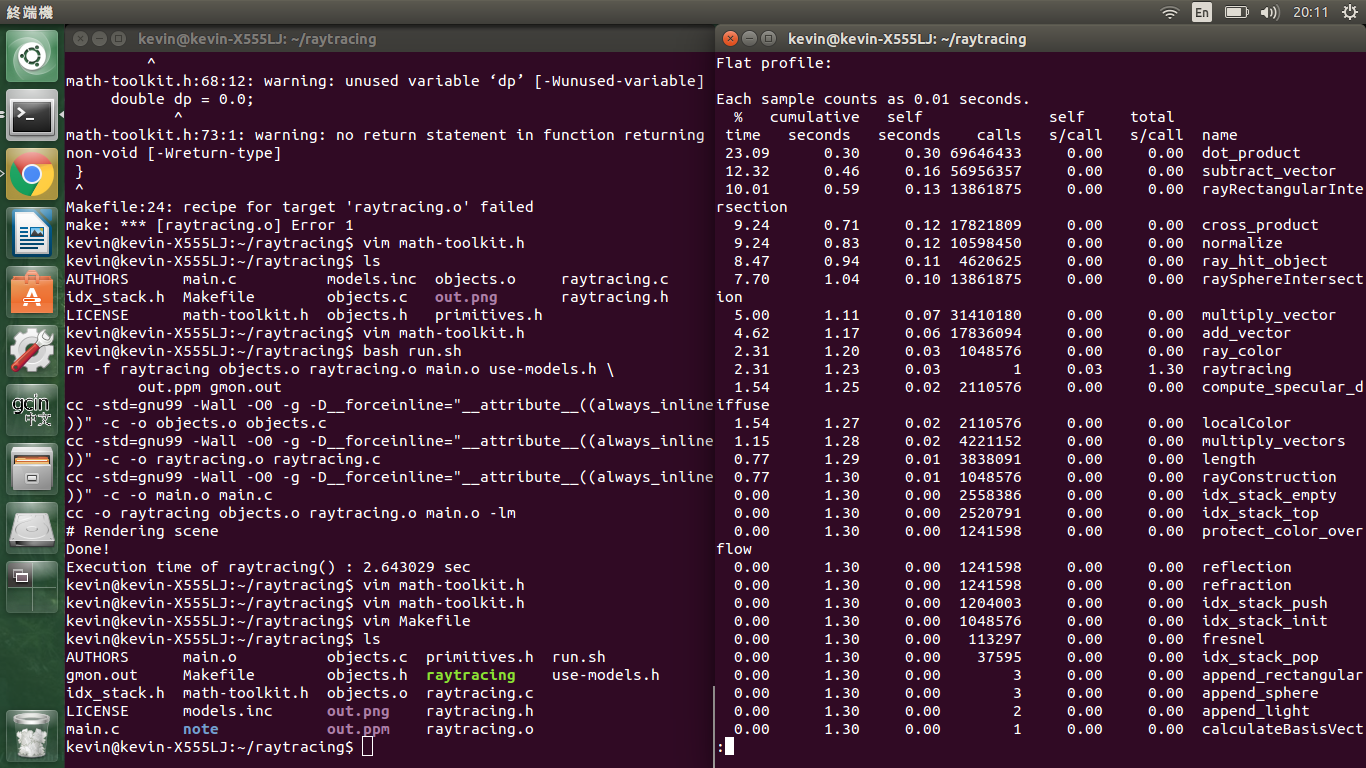 終端機
En
20:11
kevin@kevin-X555LJ: ~/raytracing
^
math-toolkit.h:68:12: warning: unused variable ‘dp’ [-Wunused-variable]
double dp = 0.0;
^
math-toolkit.h:73:1: warning: no return statement in function returning
non-void [-Wreturn-type]
}
^
Makefile:24: recipe for target 'raytracing.o' failed
make: *** [raytracing.o] Error 1
kevin@kevin-X555LJ:~/raytracing$ vim math-toolkit.h
kevin@kevin-X555LJ:~/raytracing$ ls
AUTHORS main.c models.inc objects.o raytracing.c
idx_stack.h Makefile objects.c out.png raytracing.h
LICENSE math-toolkit.h objects.h primitives.h
kevin@kevin-X555LJ:~/raytracing$ vim math-toolkit.h
kevin@kevin-X555LJ:~/raytracing$ bash run.sh
rm -f raytracing objects.o raytracing.o main.o use-models.h \
out.ppm gmon.out
cc -std=gnu99 -Wall -O0 -g -D__forceinline="__attribute__((always_inline
))" -c -o objects.o objects.c
cc -std=gnu99 -Wall -O0 -g -D__forceinline="__attribute__((always_inline
))" -c -o raytracing.o raytracing.c
cc -std=gnu99 -Wall -O0 -g -D__forceinline="__attribute__((always_inline
))" -c -o main.o main.c
cc -o raytracing objects.o raytracing.o main.o -lm
# Rendering scene
Done!
Execution time of raytracing() : 2.643029 sec
kevin@kevin-X555LJ:~/raytracing$ vim math-toolkit.h
kevin@kevin-X555LJ:~/raytracing$ vim math-toolkit.h
kevin@kevin-X555LJ:~/raytracing$ vim Makefile
kevin@kevin-X555LJ:~/raytracing$ ls
AUTHORS main.o objects.c primitives.h run.sh
gmon.out Makefile objects.h raytracing use-models.h
idx_stack.h math-toolkit.h objects.o raytracing.c
LICENSE models.inc out.png raytracing.h
main.c note out.ppm raytracing.o
kevin@kevin-X555LJ:~/raytracing$
kevin@kevin-X555LJ: ~/raytracing
Flat profile:
Each sample counts as 0.01 seconds.
% cumulative self self total
time seconds seconds calls s/call s/call name
23.09 0.30 0.30 69646433 0.00 0.00 dot_product
12.32 0.46 0.16 56956357 0.00 0.00 subtract_vector
10.01 0.59 0.13 13861875 0.00 0.00 rayRectangularInte
rsection
9.24 0.71 0.12 17821809 0.00 0.00 cross_product
9.24 0.83 0.12 10598450 0.00 0.00 normalize
8.47 0.94 0.11 4620625 0.00 0.00 ray_hit_object
7.70 1.04 0.10 13861875 0.00 0.00 raySphereIntersect
ion
5.00 1.11 0.07 31410180 0.00 0.00 multiply_vector
4.62 1.17 0.06 17836094 0.00 0.00 add_vector
2.31 1.20 0.03 1048576 0.00 0.00 ray_color
2.31 1.23 0.03 1 0.03 1.30 raytracing
1.54 1.25 0.02 2110576 0.00 0.00 compute_specular_d
iffuse
1.54 1.27 0.02 2110576 0.00 0.00 localColor
1.15 1.28 0.02 4221152 0.00 0.00 multiply_vectors
0.77 1.29 0.01 3838091 0.00 0.00 length
0.77 1.30 0.01 1048576 0.00 0.00 rayConstruction
0.00 1.30 0.00 2558386 0.00 0.00 idx_stack_empty
0.00 1.30 0.00 2520791 0.00 0.00 idx_stack_top
0.00 1.30 0.00 1241598 0.00 0.00 protect_color_over
flow
0.00 1.30 0.00 1241598 0.00 0.00 reflection
0.00 1.30 0.00 1241598 0.00 0.00 refraction
0.00 1.30 0.00 1204003 0.00 0.00 idx_stack_push
0.00 1.30 0.00 1048576 0.00 0.00 idx_stack_init
0.00 1.30 0.00 113297 0.00 0.00 fresnel
0.00 1.30 0.00 37595 0.00 0.00 idx_stack_pop
0.00 1.30 0.00 3 0.00 0.00 append_rectangular
0.00 1.30 0.00 3 0.00 0.00 append_sphere
0.00 1.30 0.00 2 0.00 0.00 append_light
0.00 1.30 0.00 1 0.00 0.00 calculateBasisVect
:
gcin
中文